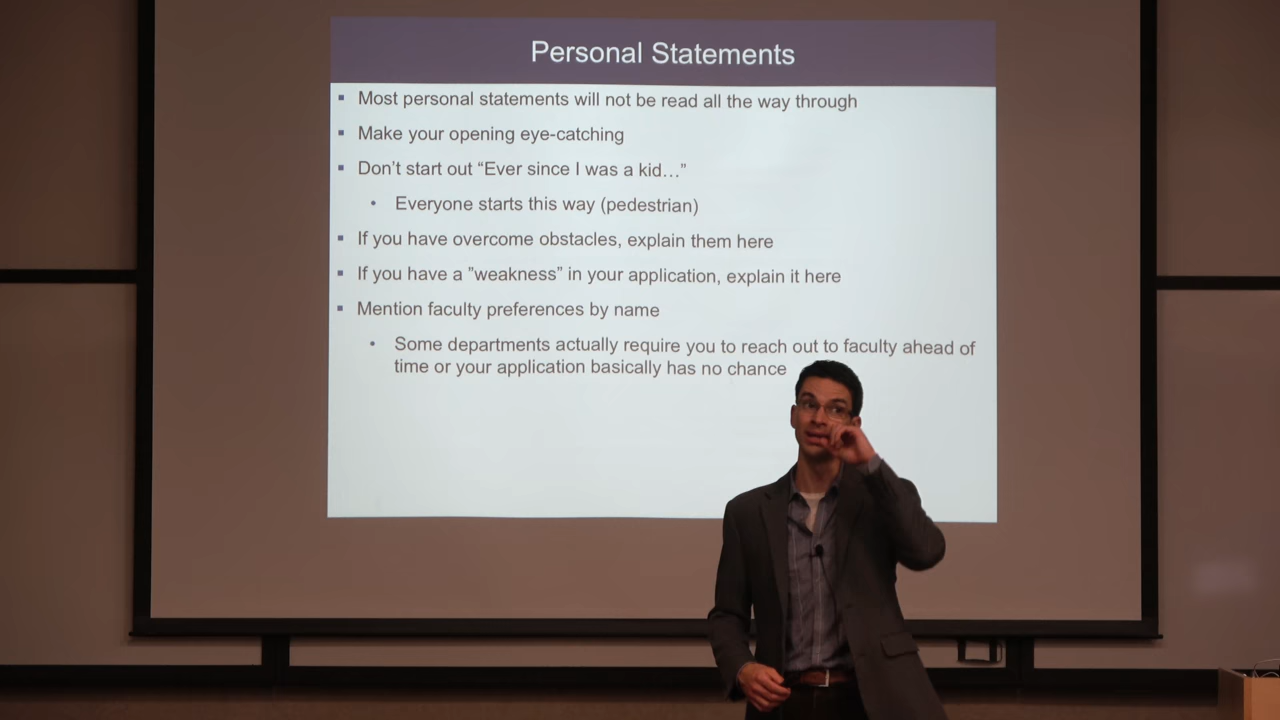 Personal Statements
▪ Most personal statements will not be read all the way through
▪ Make your opening eye-catching
▪ Don’t start out “Ever since I was a kid…”
• Everyone starts this way (pedestrian)
▪ If you have overcome obstacles, explain them here
▪ If you have a ”weakness” in your application, explain it here
▪ Mention faculty preferences by name
• Some departments actually require you to reach out to faculty ahead of
time or your application basically has no chance